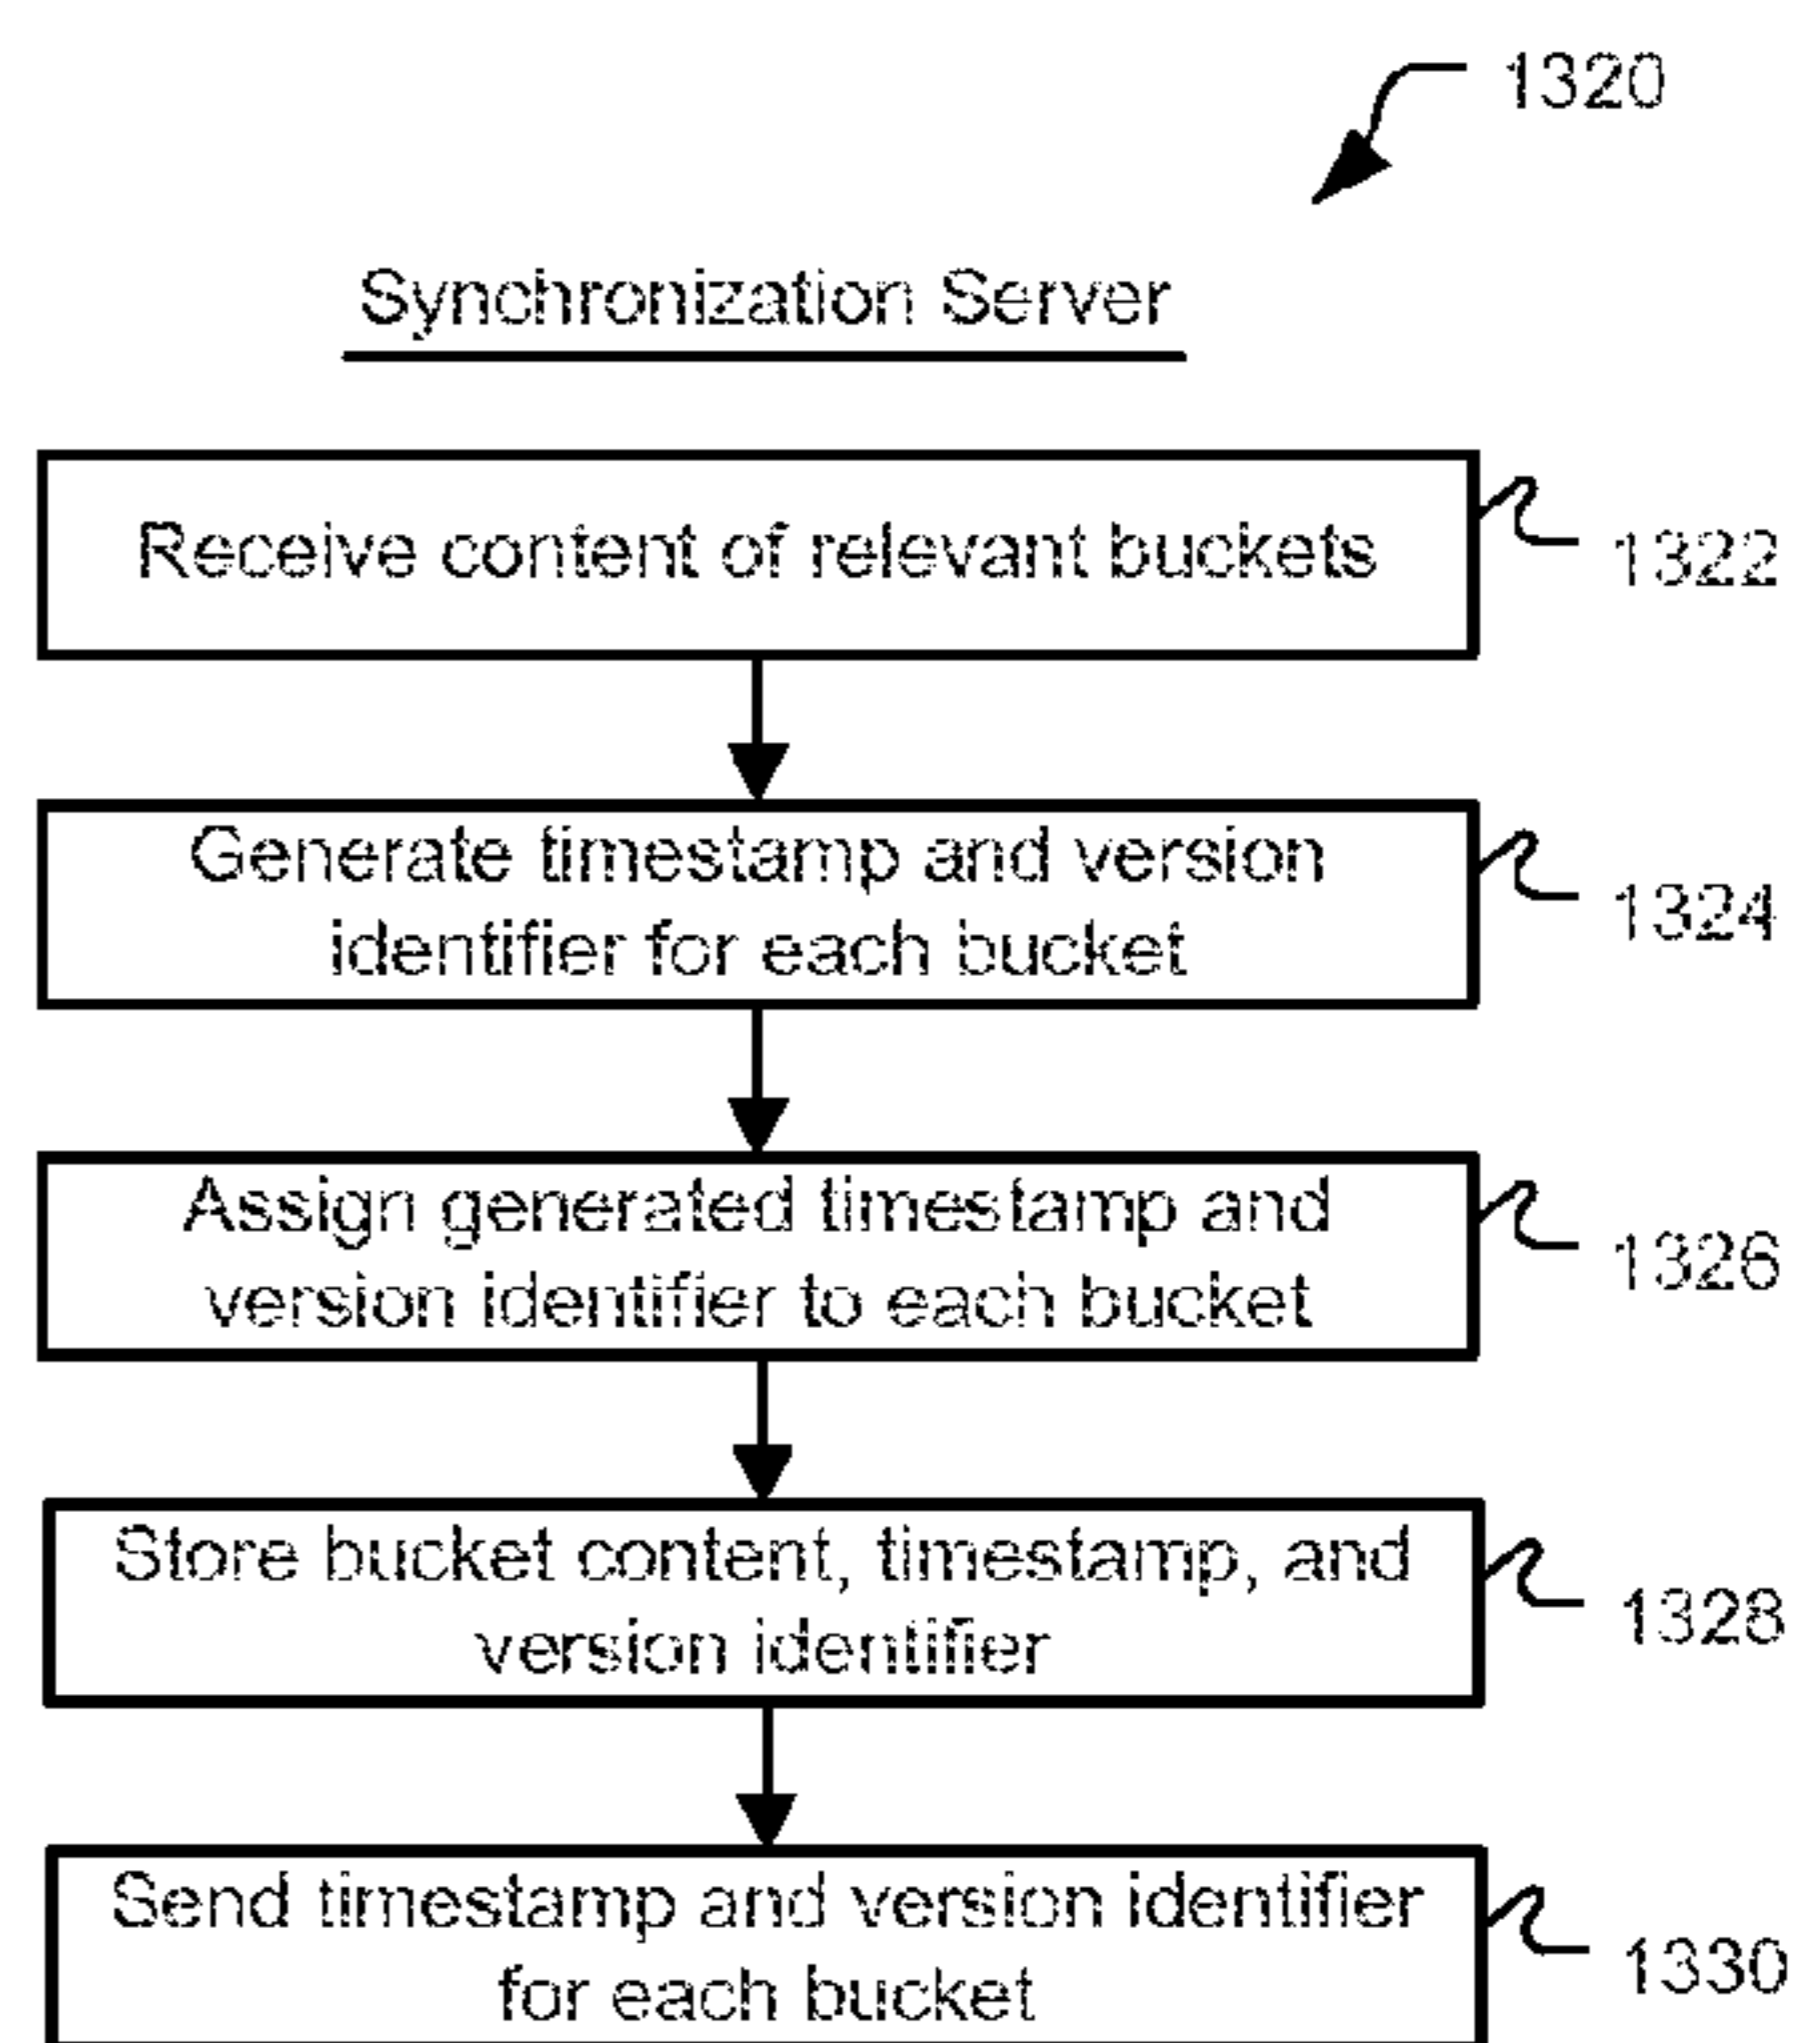 1320
Synchronization Server
Receive content of relevant buckets
1322
Generate timestamp and version
identifier for each bucket
1324
Assign generated timestamp and
version identifier to each bucket
1326
Store bucket content, timestamp, and
version identifier
1328
Send timestamp and version identifier
for each bucket
1330